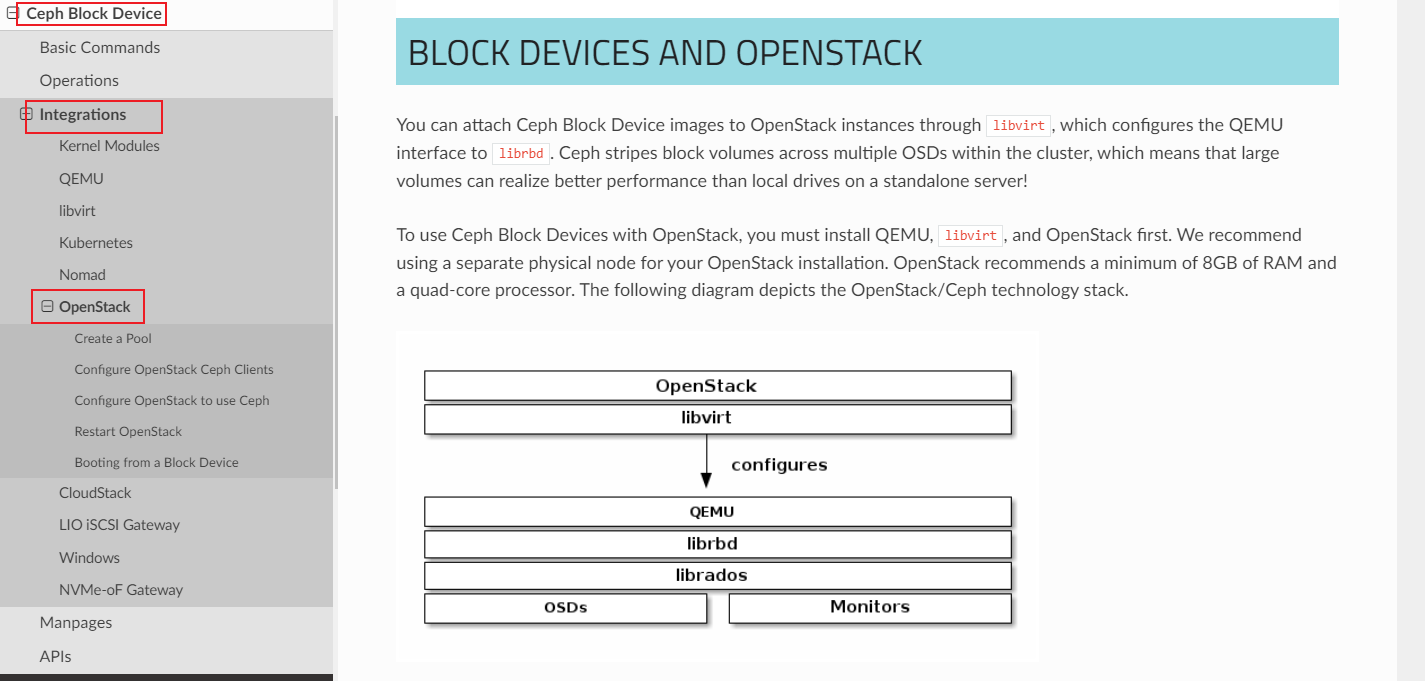 Ceph Block Device
Basic Commands
Operations
Integrations
Kernel Modules
QEMU
libvirt
Kubernetes
Nomad
OpenStack
Create a Pool
Configure OpenStack Ceph Clients
Configure OpenStack to use Ceph
Restart OpenStack
Booting from a Block Device
CloudStack
LIO iSCSI Gateway
Windows
NVMe-oF Gateway
Manpages
APIs
BLOCK DEVICES AND OPENSTACK
You can attach Ceph Block Device images to OpenStack instances through libvirt, which configures the QEMU
interface to librbd. Ceph stripes block volumes across multiple OSDs within the cluster, which means that large
volumes can realize better performance than local drives on a standalone server!
To use Ceph Block Devices with OpenStack, you must install QEMU, libvirt, and OpenStack first. We recommend
using a separate physical node for your OpenStack installation. OpenStack recommends a minimum of 8GB of RAM and
a quad-core processor. The following diagram depicts the OpenStack/Ceph technology stack.
OpenStack
libvirt
configures
QEMU
librbd
librados
OSDs
Monitors